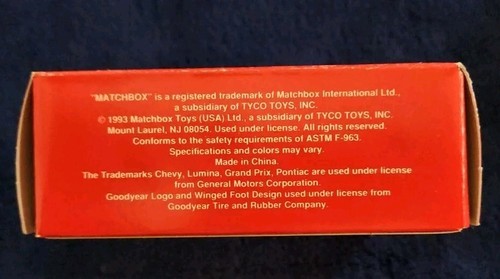 "MATCHBOX" is a registered trademark of Matchbox International Ltd.,
a subsidiary of TYCO TOYS, INC.
© 1993 Matchbox Toys (USA) Ltd., a subsidiary of TYCO TOYS, INC.
Mount Laurel, NJ 08054. Used under license. All rights reserved.
Conforms to the safety requirements of ASTM F-963.
Specifications and colors may vary.
Made in China.
The Trademarks Chevy, Lumina, Grand Prix, Pontiac are used under license
from General Motors Corporation.
Goodyear Logo and Winged Foot Design used under license from
Goodyear Tire and Rubber Company.